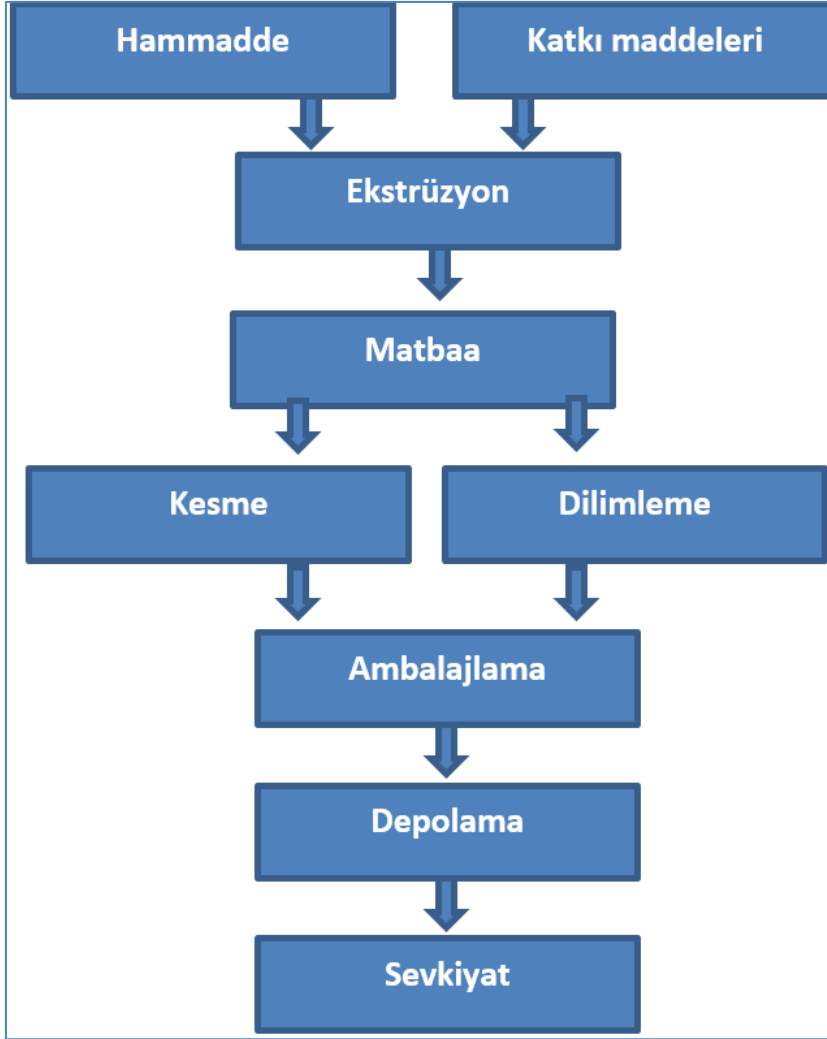 Hammadde
Katkı maddeleri
Ekstrüzyon
Matbaa
Kesme
Dilimleme
Ambalajlama
Depolama
Sevkiyat